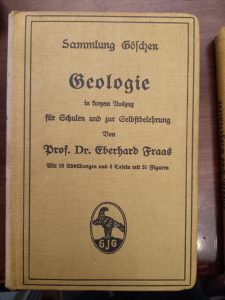 Sammlung Göschen
Geologie
in kurzem Auszug
für Schulen und zur Selbstbelehrung
Von
Prof. Dr. Eberhard Fraas
Mit 16 Abbildungen und 4 Tafeln mit 51 Figuren
GJG